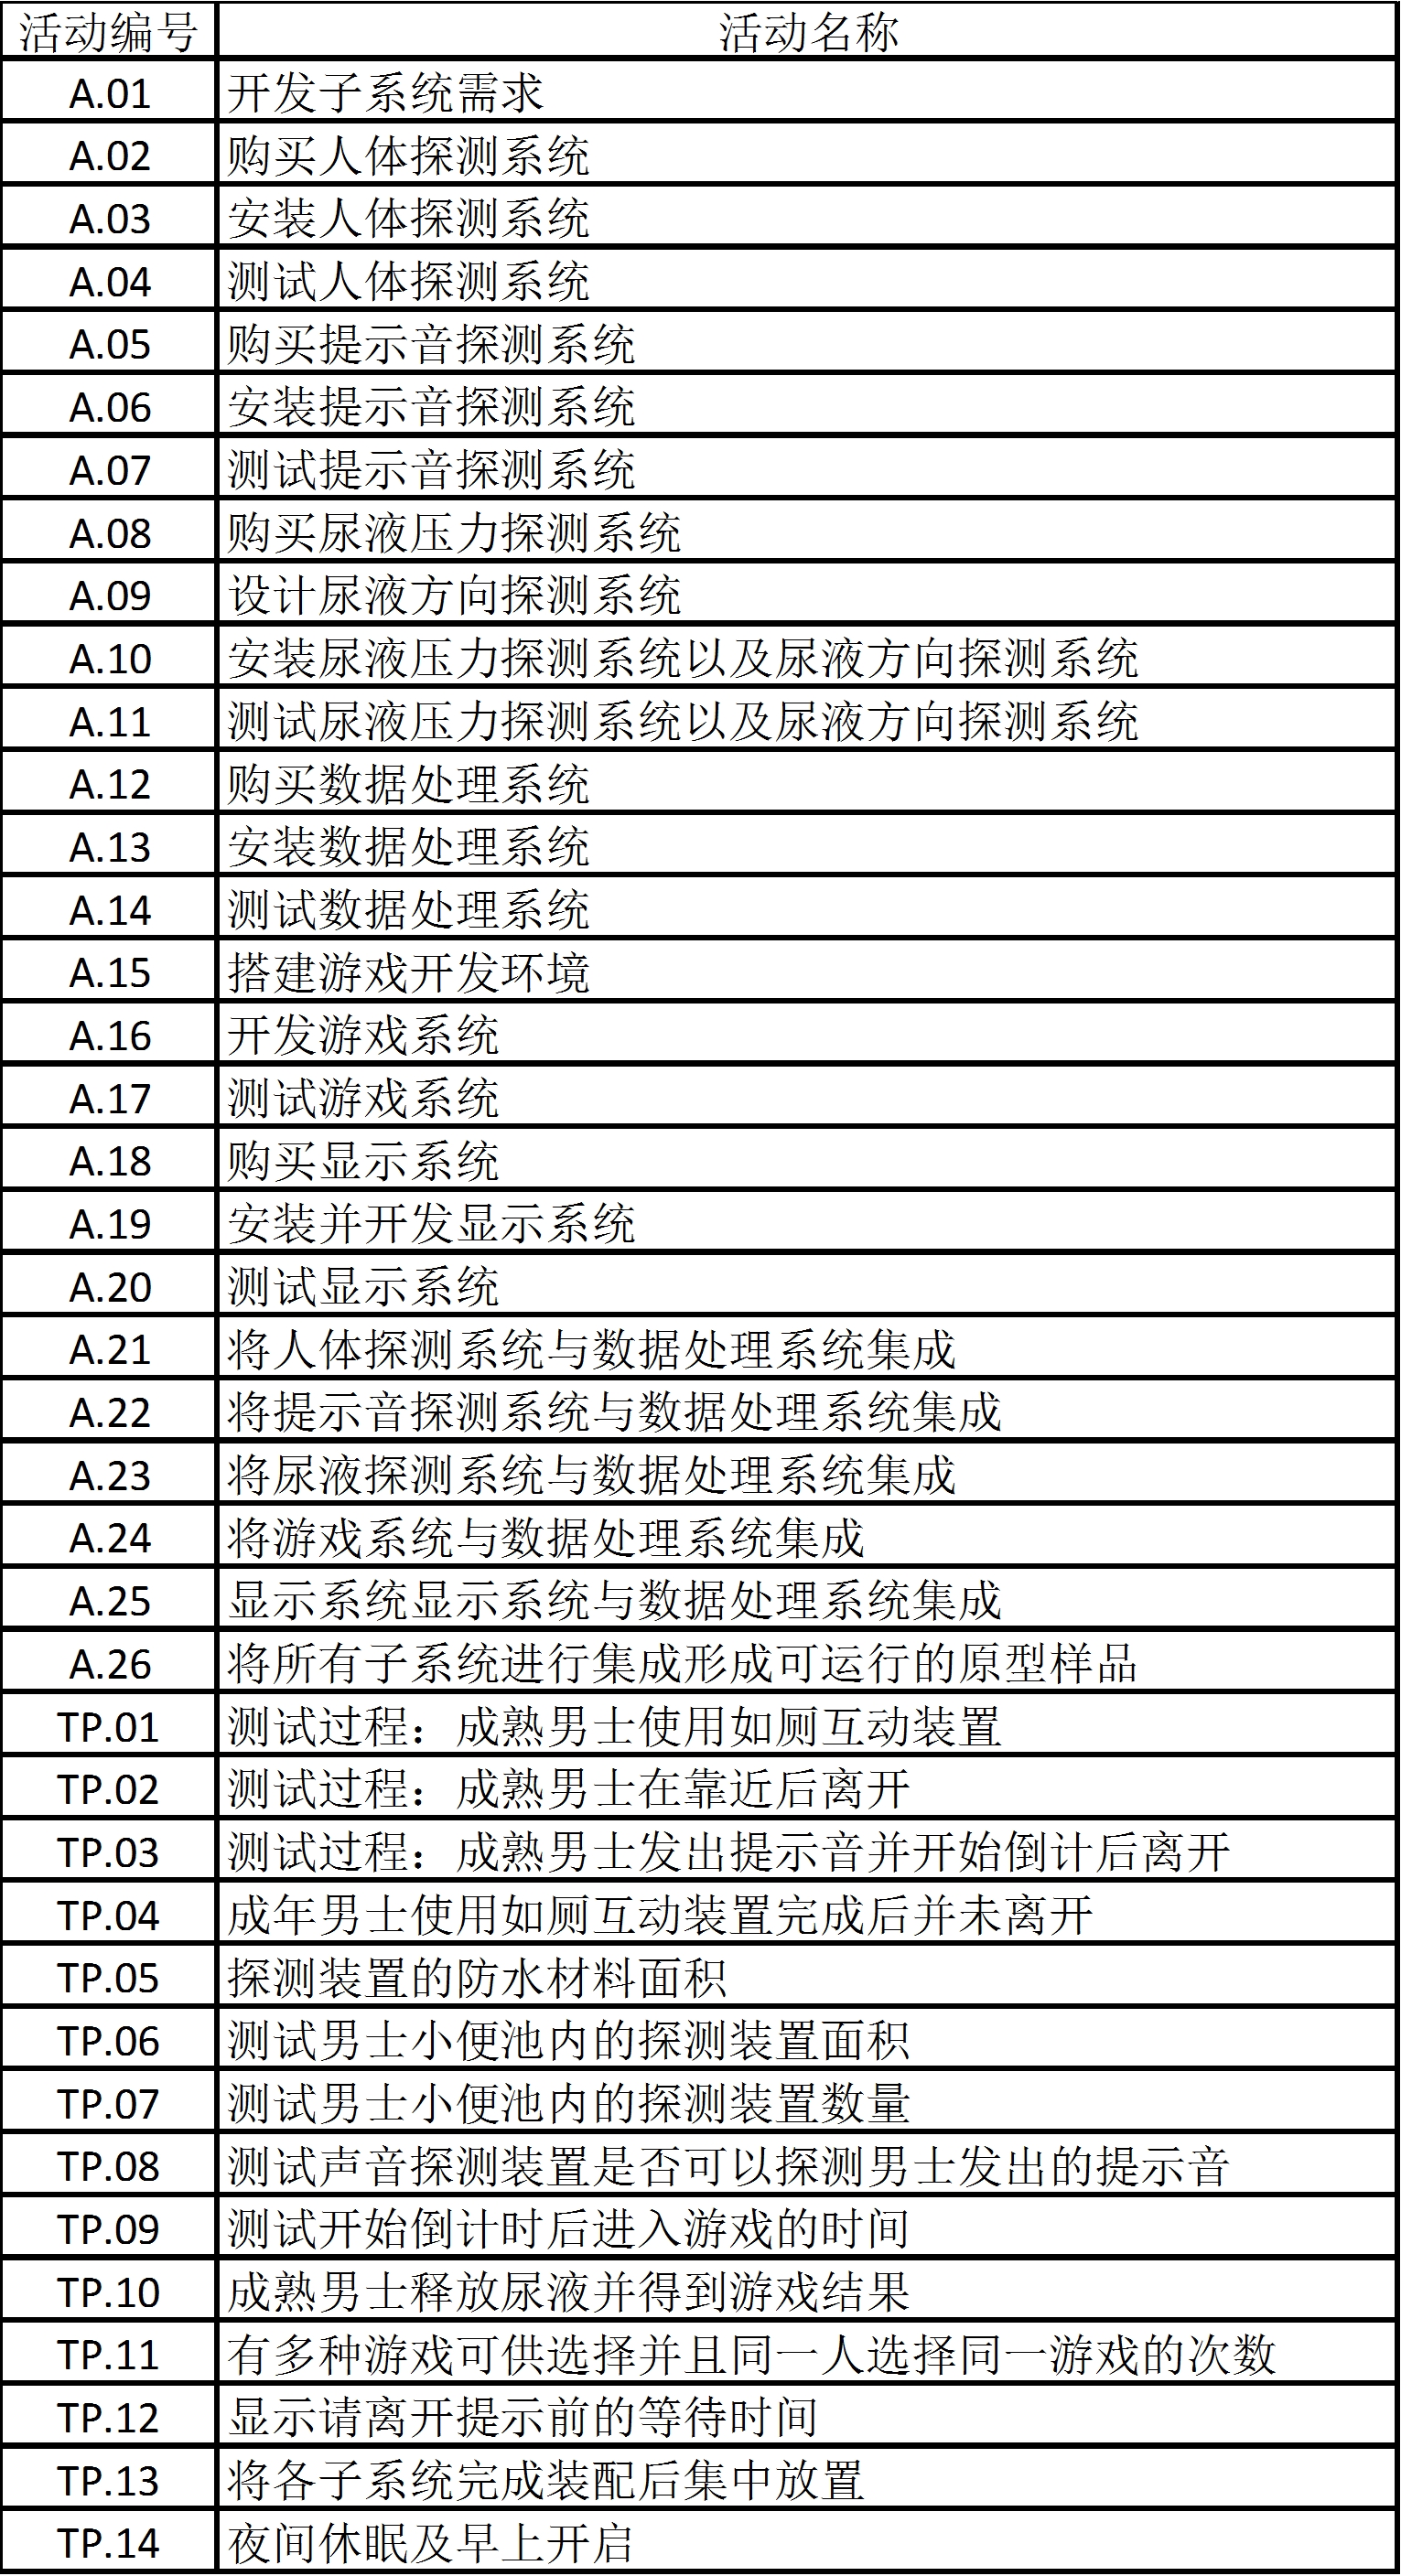 活动编号 活动名称
A.01 开发子系统需求
A.02 购买人体探测系统
A.03 安装人体探测系统
A.04 测试人体探测系统
A.05 购买提示音探测系统
A.06 安装提示音探测系统
A.07 测试提示音探测系统
A.08 购买尿液压力探测系统
A.09 设计尿液方向探测系统
A.10 安装尿液压力探测系统以及尿液方向探测系统
A.11 测试尿液压力探测系统以及尿液方向探测系统
A.12 购买数据处理系统
A.13 安装数据处理系统
A.14 测试数据处理系统
A.15 搭建游戏开发环境
A.16 开发游戏系统
A.17 测试游戏系统
A.18 购买显示系统
A.19 安装并开发显示系统
A.20 测试显示系统
A.21 将人体探测系统与数据处理系统集成
A.22 将提示音探测系统与数据处理系统集成
A.23 将尿液探测系统与数据处理系统集成
A.24 将游戏系统与数据处理系统集成
A.25 显示系统显示系统与数据处理系统集成
A.26 将所有子系统进行集成形成可运行的原型样品
TP.01 测试过程：成熟男士使用如厕互动装置
TP.02 测试过程：成熟男士在靠近后离开
TP.03 测试过程：成熟男士发出提示音并开始倒计后离开
TP.04 成年男士使用如厕互动装置完成后并未离开
TP.05 探测装置的防水材料面积
TP.06 测试男士小便池内的探测装置面积
TP.07 测试男士小便池内的探测装置数量
TP.08 测试声音探测装置是否可以探测男士发出的提示音
TP.09 测试开始倒计时后进入游戏的时间
TP.10 成熟男士释放尿液并得到游戏结果
TP.11 有多种游戏可供选择并且同一人选择同一游戏的次数
TP.12 显示请离开提示前的等待时间
TP.13 将各子系统完成装配后集中放置
TP.14 夜间休眠及早上开启